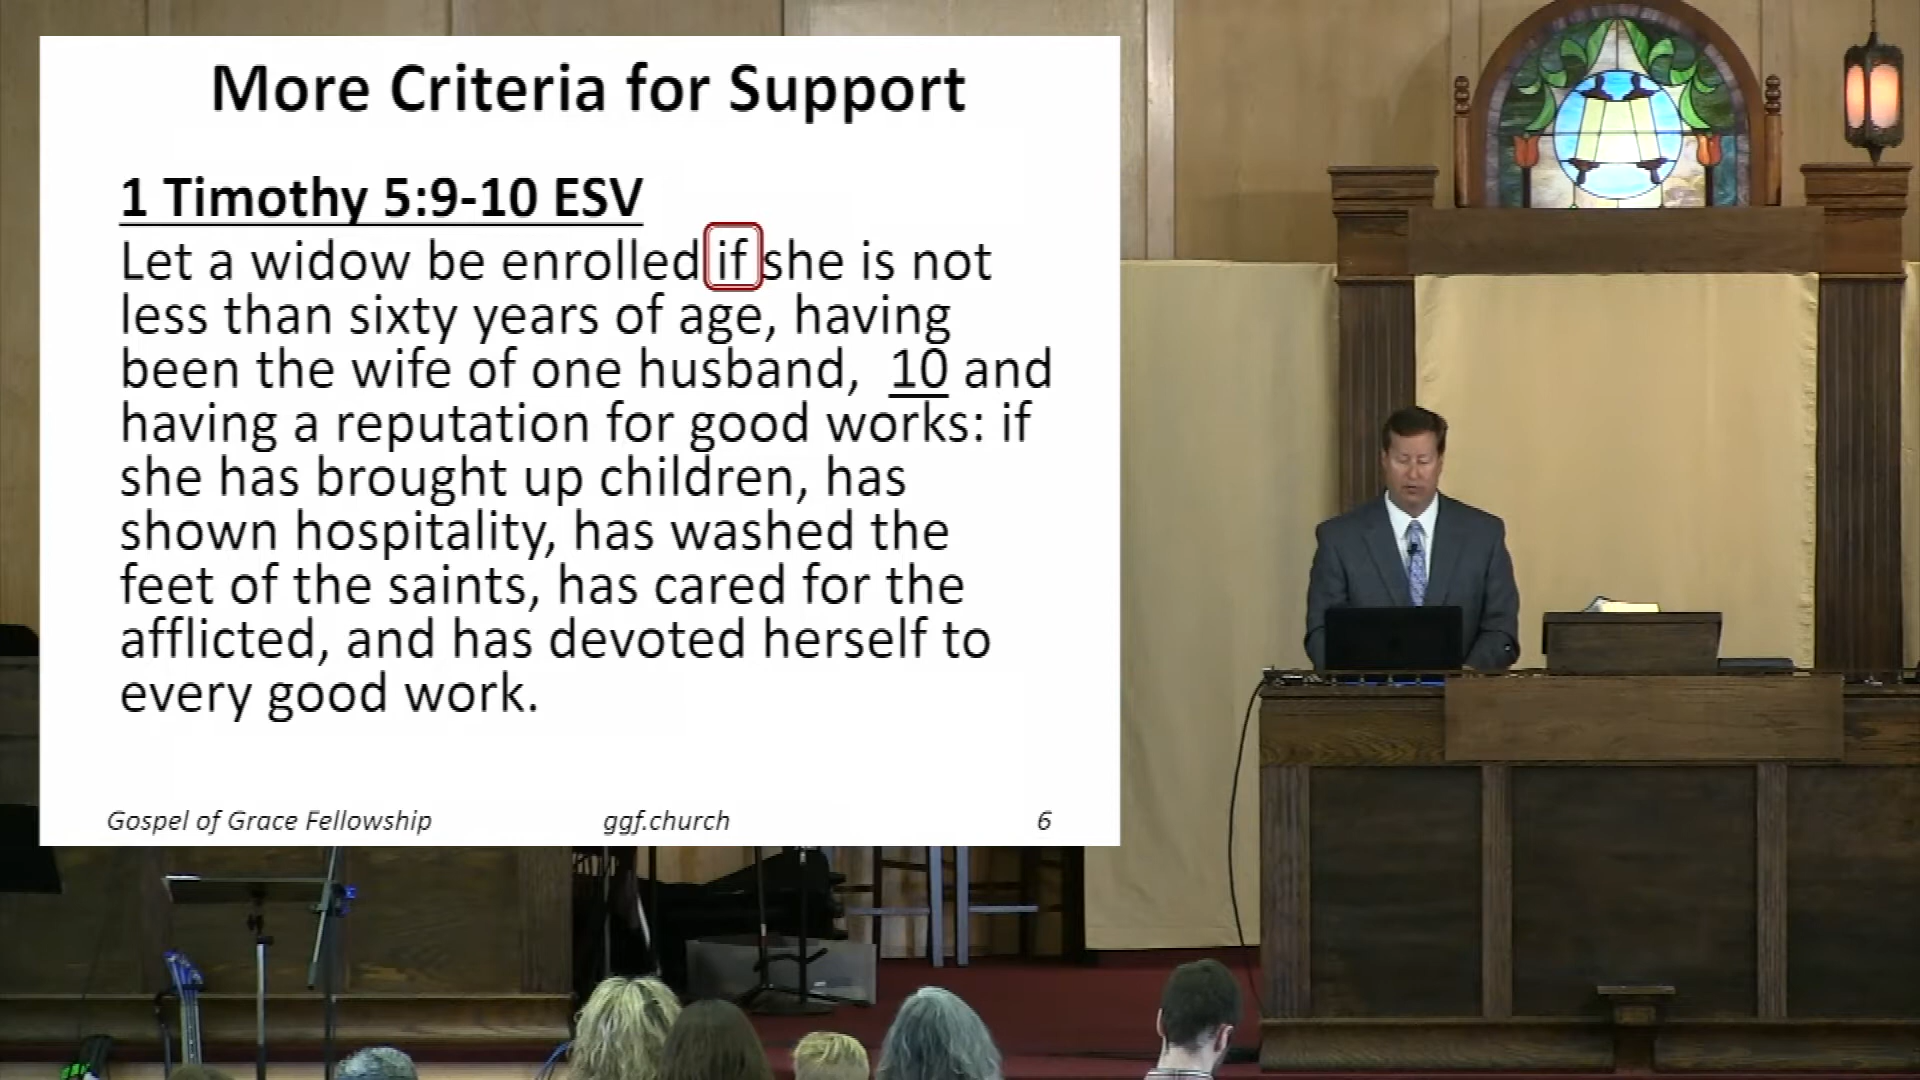 More Criteria for Support
1 Timothy 5:9-10 ESV
Let a widow be enrolled if she is not
less than sixty years of age, having
been the wife of one husband,  10 and
having a reputation for good works: if
she has brought up children, has
shown hospitality, has washed the
feet of the saints, has cared for the
afflicted, and has devoted herself to
every good work.
Gospel of Grace Fellowship ggf.church 6